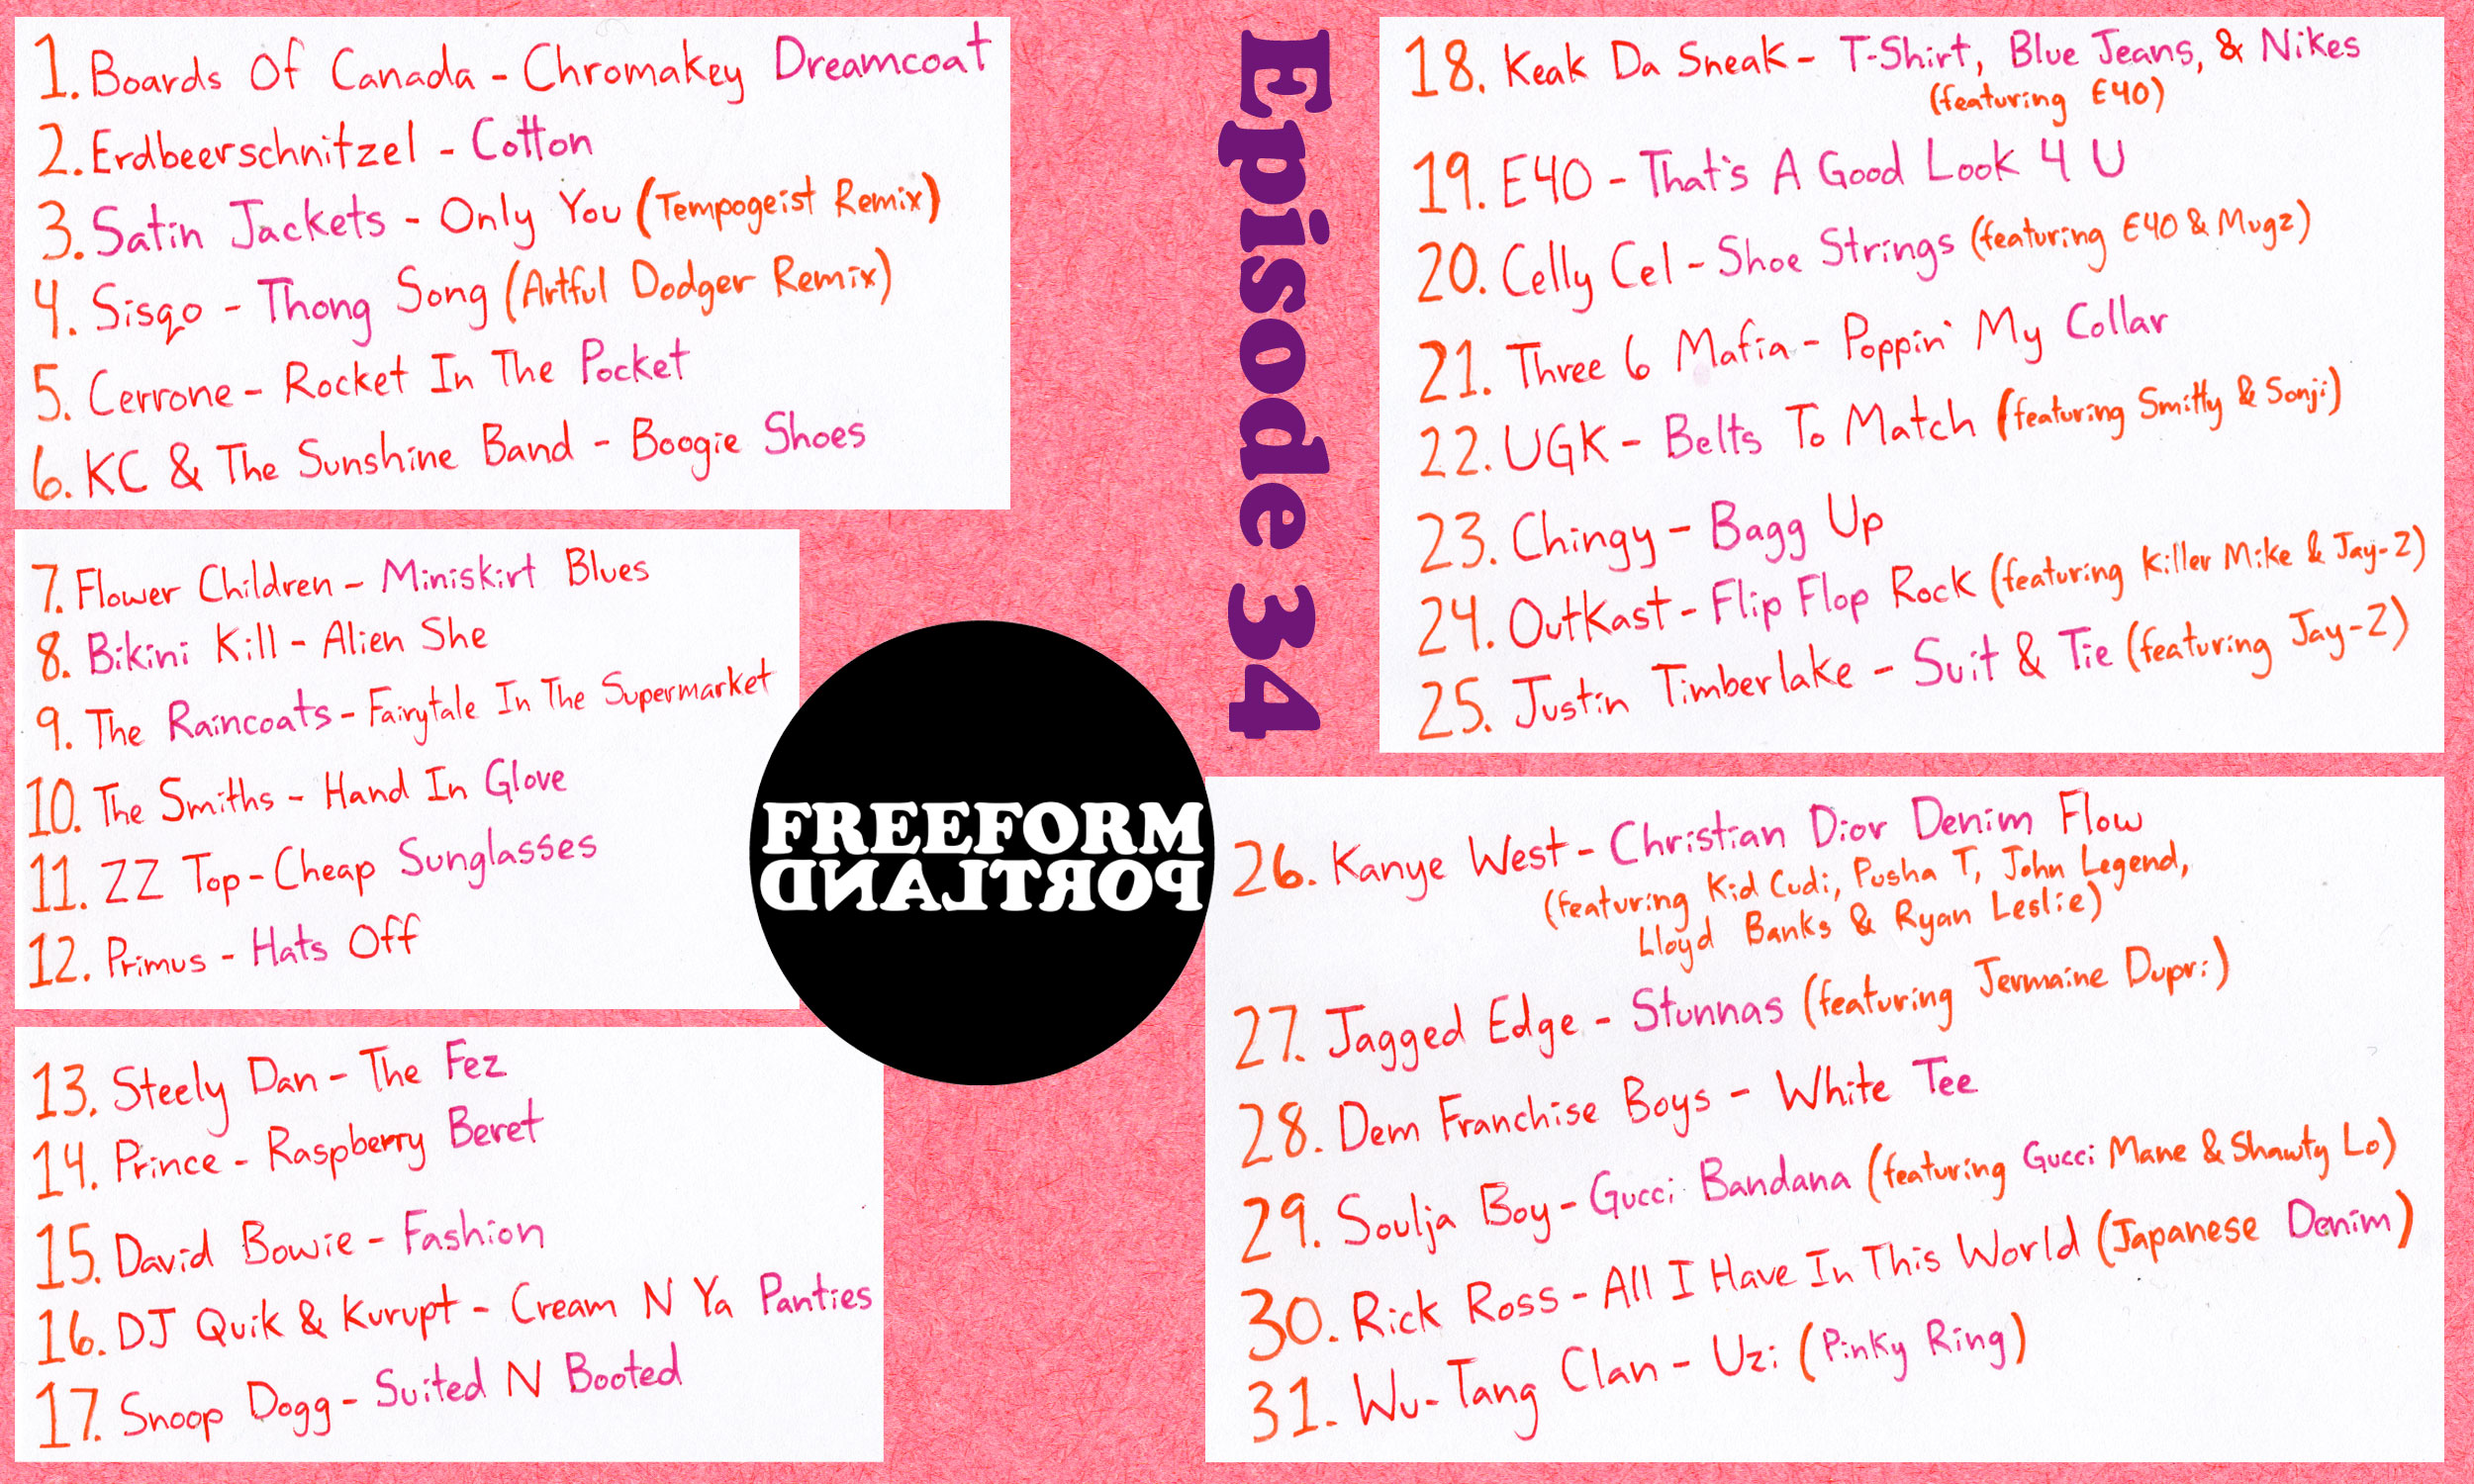 1. Boards Of Canada - Chromakey Dreamcoat
2. Erdbeerschnitzel - Cotton
3. Satin Jackets - Only You (Tempogeist Remix)
4. Sisqo - Thong Song (Artful Dodger Remix)
5. Cerrone - Rocket In The Pocket
6. KC & The Sunshine Band - Boogie Shoes
7. Flower Children - Miniskirt Blues
8. Bikini Kill - Alien She
9. The Raincoats - Fairytale In The Supermarket
10. The Smiths - Hand In Glove
11. ZZ Top - Cheap Sunglasses
12. Primus - Hats Off
13. Steely Dan - The Fez
14. Prince - Raspberry Beret
15. David Bowie - Fashion
16. DJ Quik & Kurupt - Cream N Ya Panties
17. Snoop Dogg - Suited N Booted
FREEFORM
PORTLAND
Episode 34
18. Keak Da Sneak - T-Shirt, Blue Jeans, & Nikes
(featuring E40)
19. E40 - That's A Good Look 4 U
20. Celly Cel - Shoe Strings (featuring E40 & Mugz)
21. Three 6 Mafia - Poppin' My Collar
22. UGK - Belts To Match (featuring Smitty & Sonji)
23. Chingy - Bagg Up
24. OutKast - Flip Flop Rock (featuring Killer Mike & Jay-Z)
25. Justin Timberlake - Suit & Tie (featuring Jay-Z)
26. Kanye West - Christian Dior Denim Flow
(featuring Kid Cudi, Pusha T, John Legend,
Lloyd Banks & Ryan Leslie)
27. Jagged Edge - Stunnas (featuring Jermaine Dupri)
28. Dem Franchise Boys - White Tee
29. Soulja Boy - Gucci Bandana (featuring Gucci Mane & Shawty Lo)
30. Rick Ross - All I Have In This World (Japanese Denim)
31. Wu-Tang Clan - Uzi (Pinky Ring)